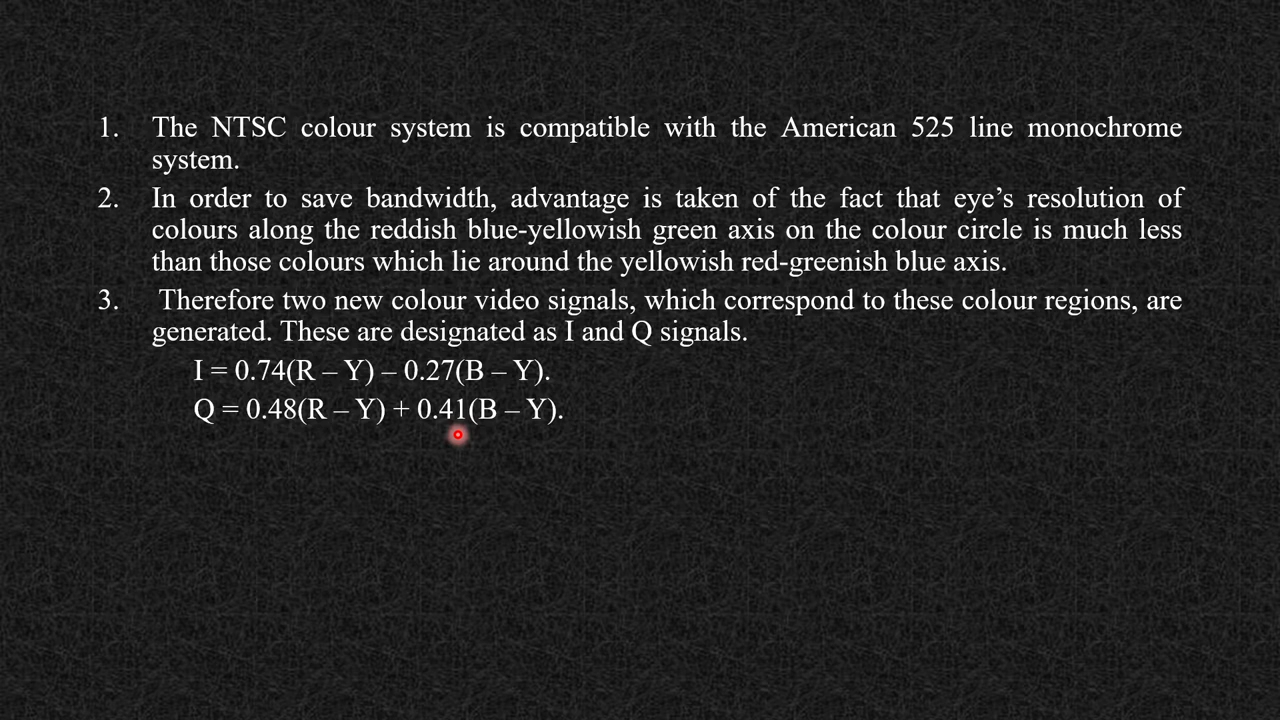 1. The NTSC colour system is compatible with the American 525 line monochrome
system.
2. In order to save bandwidth, advantage is taken of the fact that eye’s resolution of
colours along the reddish blue-yellowish green axis on the colour circle is much less
than those colours which lie around the yellowish red-greenish blue axis.
3. Therefore two new colour video signals, which correspond to these colour regions, are
generated. These are designated as I and Q signals.
I = 0.74(R – Y) – 0.27(B – Y).
Q = 0.48(R – Y) + 0.41(B – Y).